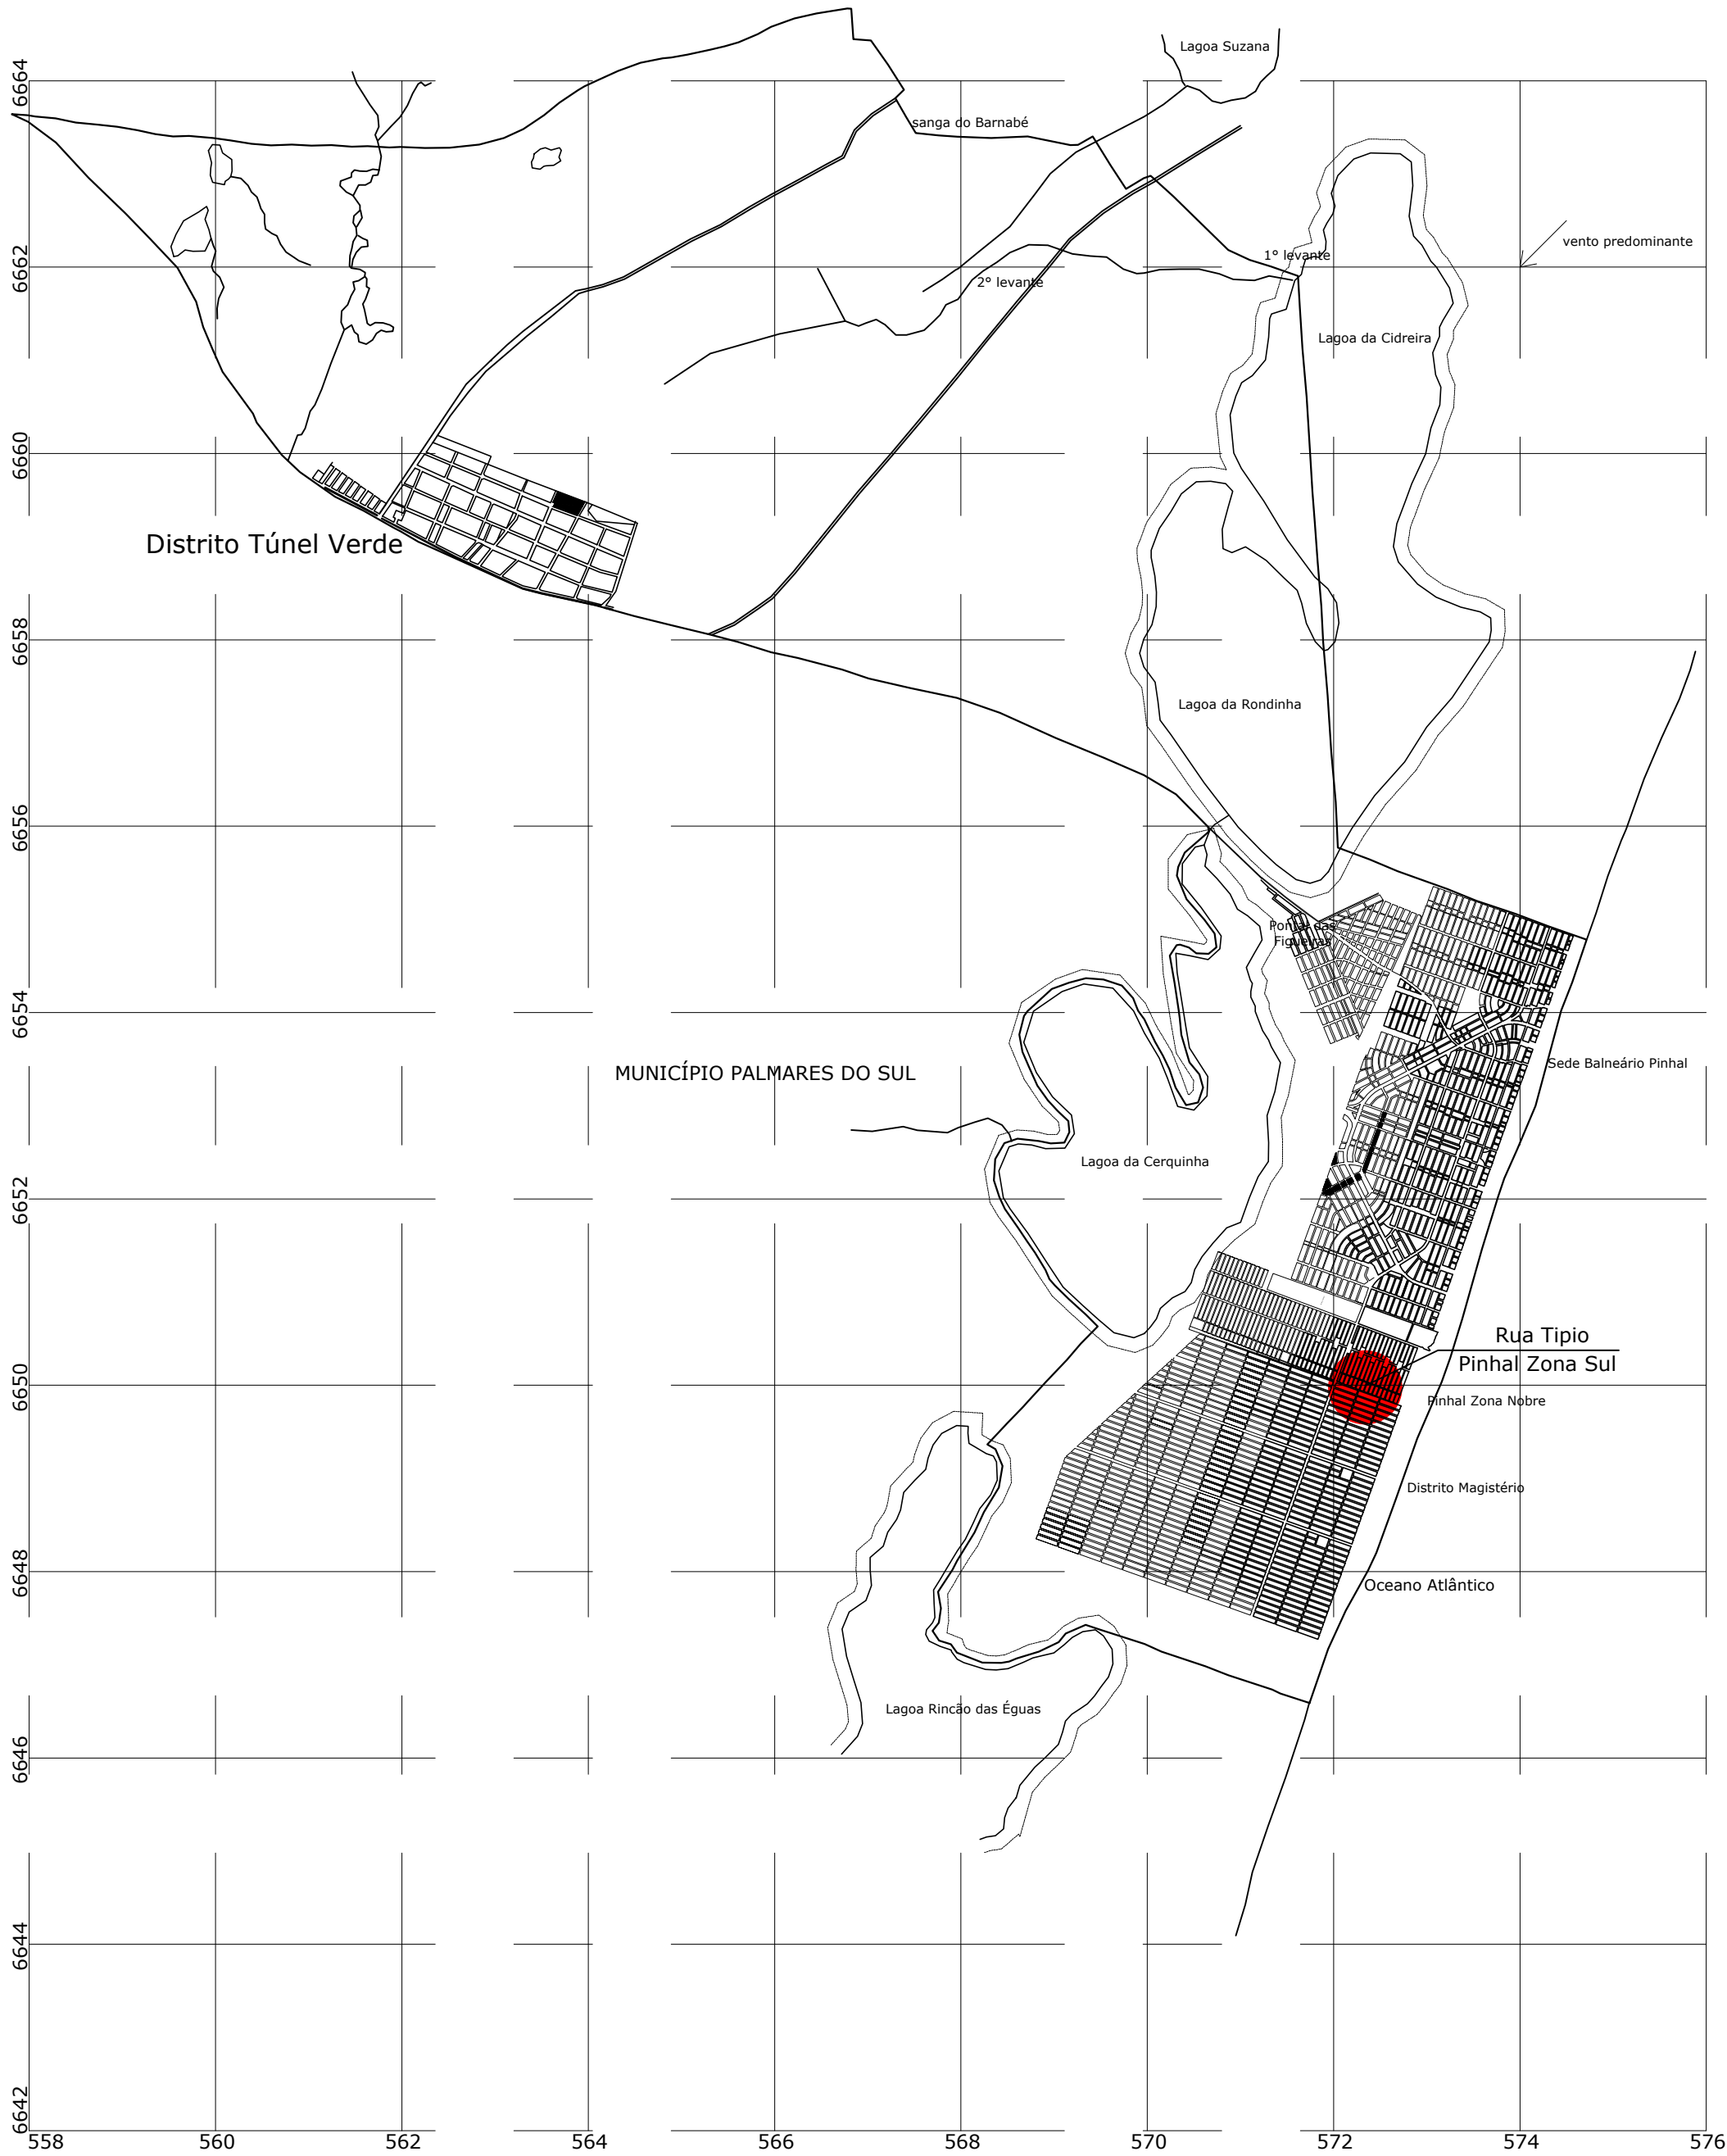 Lagoa Suzana
6664
sanga do Barnabé
vento predominante
1° levante
6662
2° levante
Lagoa da Cidreira
6660
Distrito Túnel Verde
6658
Lagoa da Rondinha
6656
Pontal das
Figueiras
6654
Sede Balneário Pinhal
MUNICÍPIO PALMARES DO SUL
Lagoa da Cerquinha
6652
Rua Tipio
Pinhal Zona Sul
6650
Pinhal Zona Nobre
Distrito Magistério
6648
Oceano Atlântico
Lagoa Rincão das Éguas
6646
6644
6642
558 560 562 564 566 568 570 572 574 576